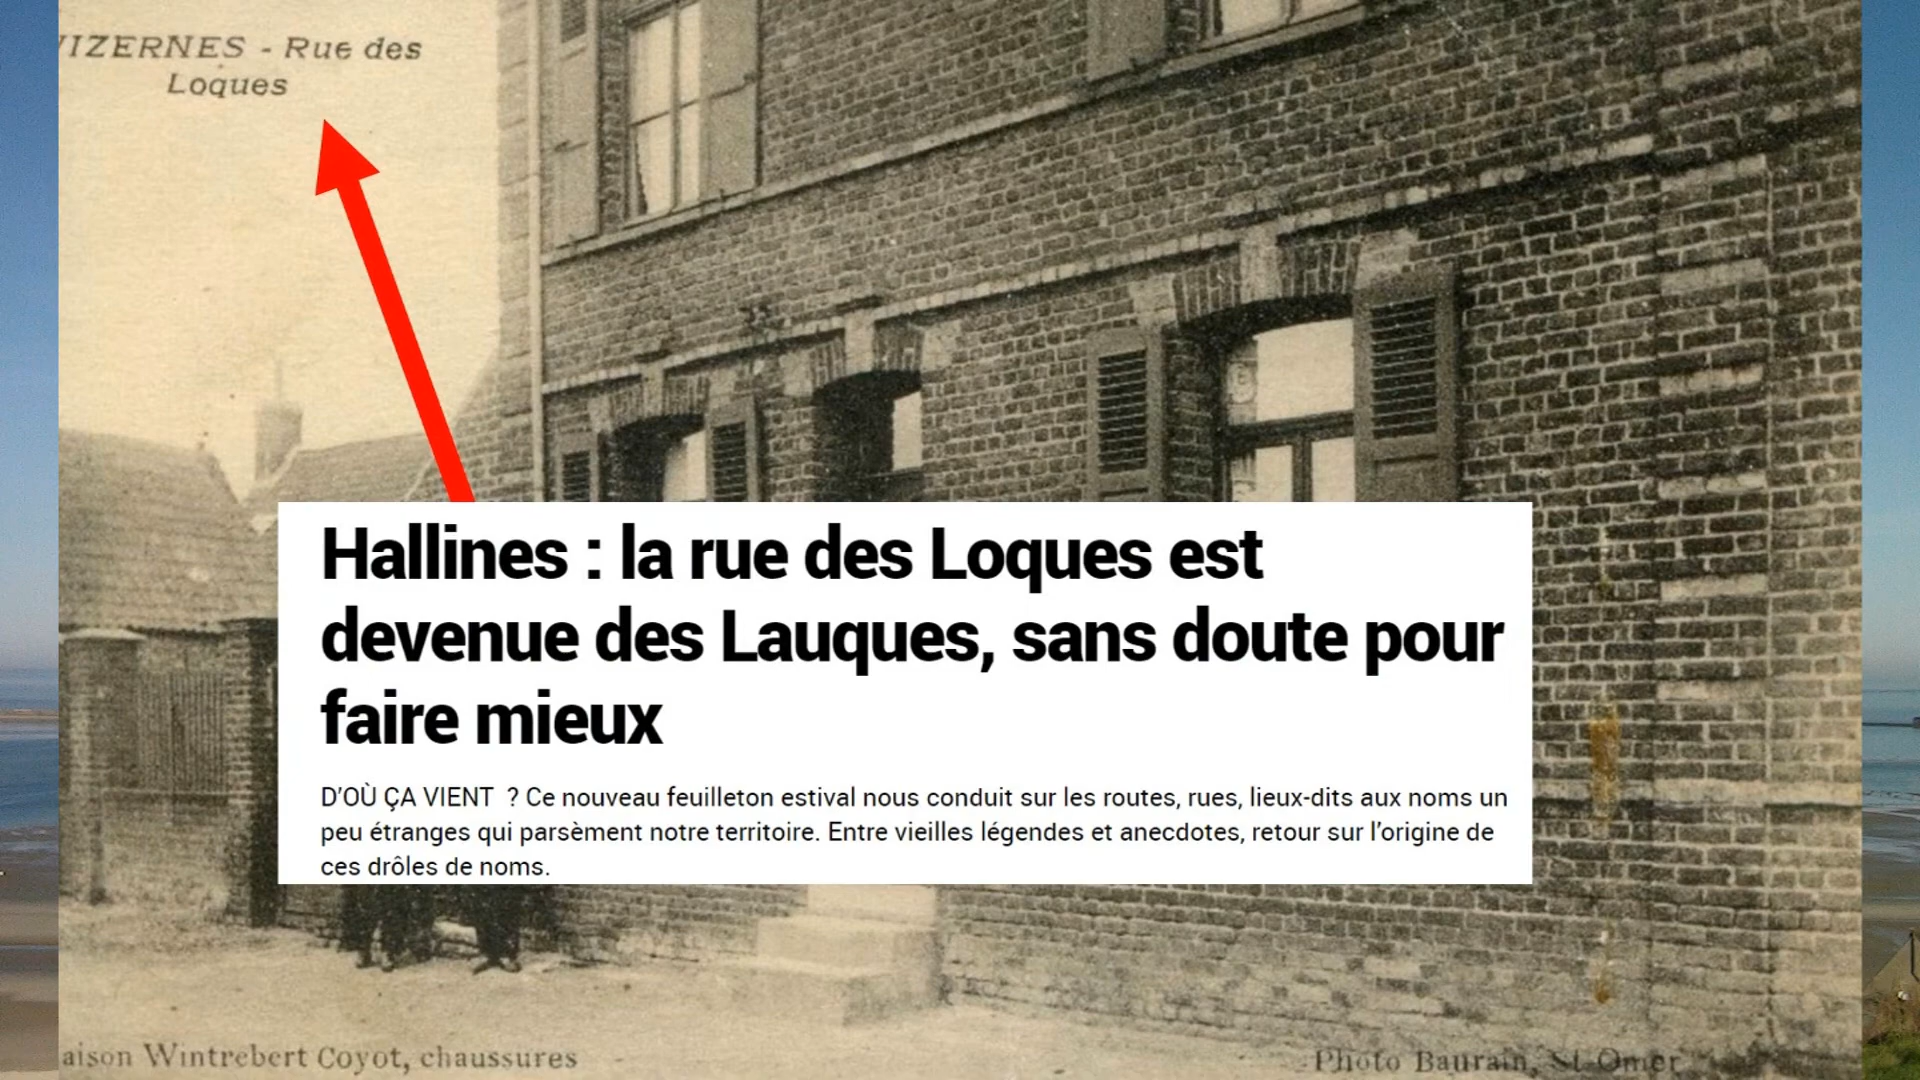 VIZERNES - Rue des
Loques
Hallines : la rue des Loques est
devenue des Lauques, sans doute pour
faire mieux
D'OÙ ÇA VIENT ? Ce nouveau feuilleton estival nous conduit sur les routes, rues, lieux-dits aux noms un
peu étranges qui parsèment notre territoire. Entre vieilles légendes et anecdotes, retour sur l'origine de
ces drôles de noms.
aison Wintrebert Coyot, chaussures
Photo Baurain, St-Omer